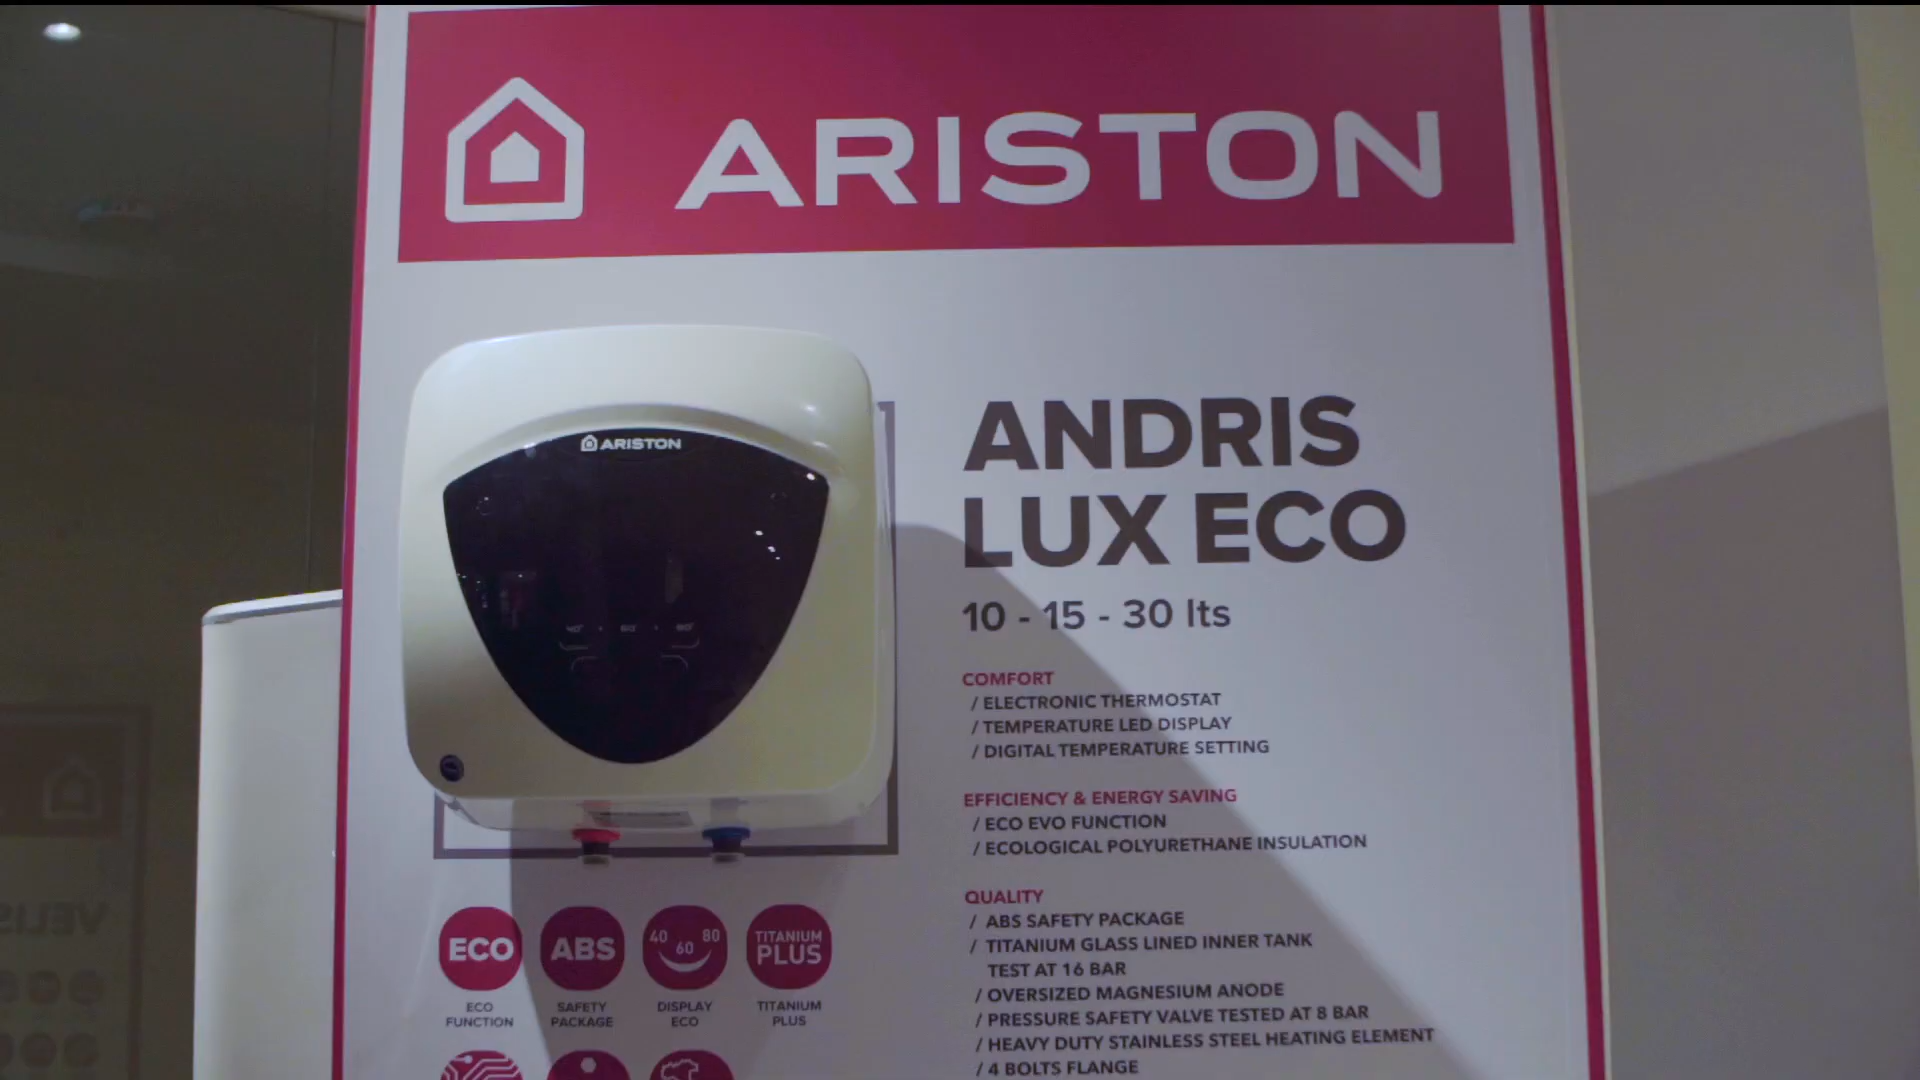 ARISTON
ARISTON
40° · 60° · 80°
ANDRIS
LUX ECO
10 - 15 - 30 lts
COMFORT
/ ELECTRONIC THERMOSTAT
/ TEMPERATURE LED DISPLAY
/ DIGITAL TEMPERATURE SETTING
EFFICIENCY & ENERGY SAVING
/ ECO EVO FUNCTION
/ ECOLOGICAL POLYURETHANE INSULATION
QUALITY
/ ABS SAFETY PACKAGE
/ TITANIUM GLASS LINED INNER TANK
TEST AT 16 BAR
/ OVERSIZED MAGNESIUM ANODE
/ PRESSURE SAFETY VALVE TESTED AT 8 BAR
/ HEAVY DUTY STAINLESS STEEL HEATING ELEMENT
/ 4 BOLTS FLANGE
ECO
ECO
FUNCTION
ABS
SAFETY
PACKAGE
40 60 80
DISPLAY
ECO
TITANIUM
PLUS
TITANIUM
PLUS